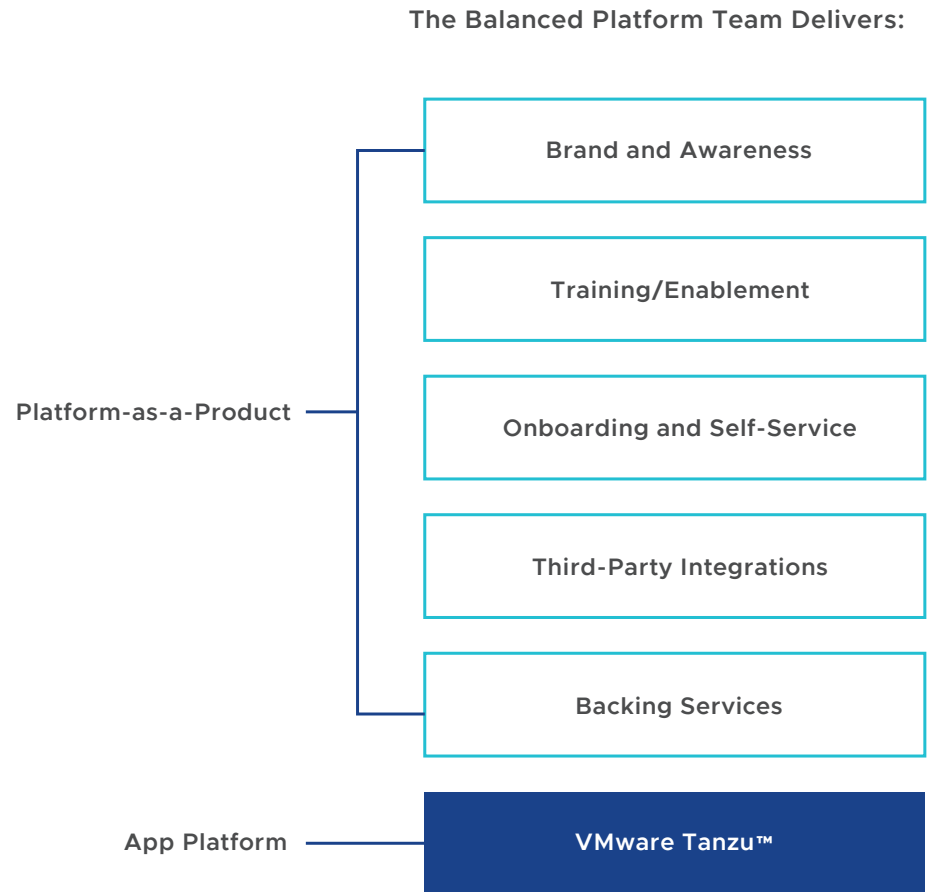 The Balanced Platform Team Delivers:
Brand and Awareness
Training/Enablement
Platform-as-a-Product
Onboarding and Self-Service
Third-Party Integrations
Backing Services
App Platform
VMware Tanzu™